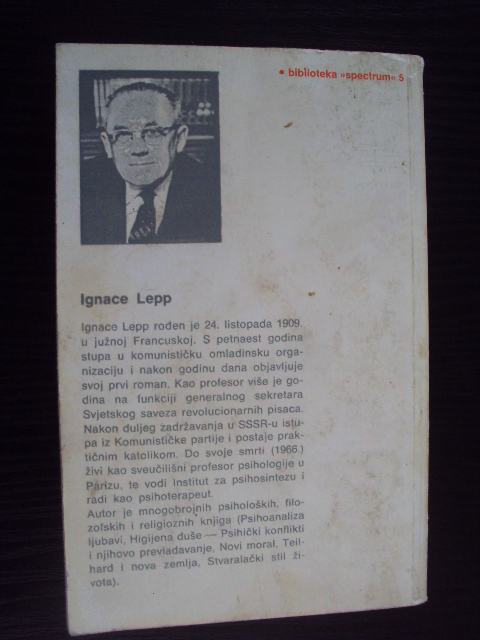 • biblioteka »spectrum« 5
Ignace Lepp
Ignace Lepp rođen je 24. listopada 1909.
u južnoj Francuskoj. S petnaest godina
stupa u komunističku omladinsku orga-
nizaciju i nakon godinu dana objavljuje
svoj prvi roman. Kao profesor više je go-
dina na funkciji generalnog sekretara
Svjetskog saveza revolucionarnih pisaca.
Nakon duljeg zadržavanja u SSSR-u istu-
pa iz Komunističke partije i postaje prak-
tičnim katolikom. Do svoje smrti (1966.)
živi kao sveučilišni profesor psihologije u
Parizu, te vodi Institut za psihosintezu i
radi kao psihoterapeut.
Autor je mnogobrojnih psiholoških, filo-
zofskih i religioznih knjiga (Psihoanaliza
ljubavi, Higijena duše — Psihički konflikti
i njihovo previadavanje, Novi moral, Teil-
hard i nova zemlja, Stvaralački stil ži-
vota).